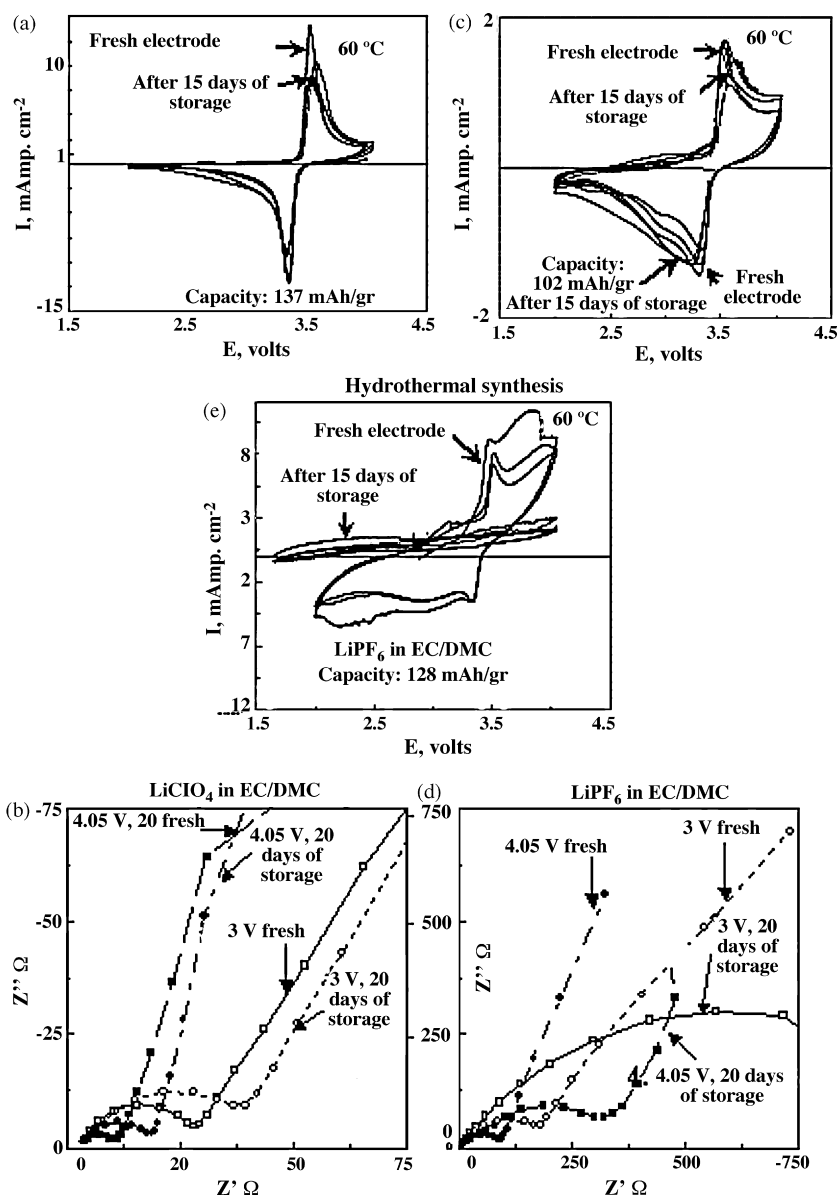 (a)
Fresh electrode
60 ºC
10
After 15 days of
storage
1
I, mAmp. cm-2
-15
Capacity: 137 mAh/gr
1.5
2.5
3.5
4.5
E, volts
(c)
2
Fresh electrode
60 ºC
After 15 days of
storage
I, mAmp. cm-2
Capacity:
102 mAh/gr
After 15 days of storage
Fresh
electrode
-2
1.5
2.5
3.5
4.5
E, volts
Hydrothermal synthesis
(e)
Fresh electrode
60 ºC
8
After 15 days of
storage
3
I, mAmp. cm-2
2
7
LiPF6 in EC/DMC
Capacity: 128 mAh/gr
12
1.5
2.5
3.5
4.5
E, volts
LiClO4 in EC/DMC
(b)
-75
4.05 V, 20 fresh
4.05 V, 20
days of
storage
-50
3 V fresh
Z'' Ω
3 V, 20
days of
storage
-25
0
0
20
50
75
Z' Ω
(d)
LiPF6 in EC/DMC
750
3 V fresh
4.05 V fresh
500
3 V, 20
days of
storage
Z'' Ω
250
4.05 V, 20 days
of storage
0
0
0
250
500
-750
Z' Ω